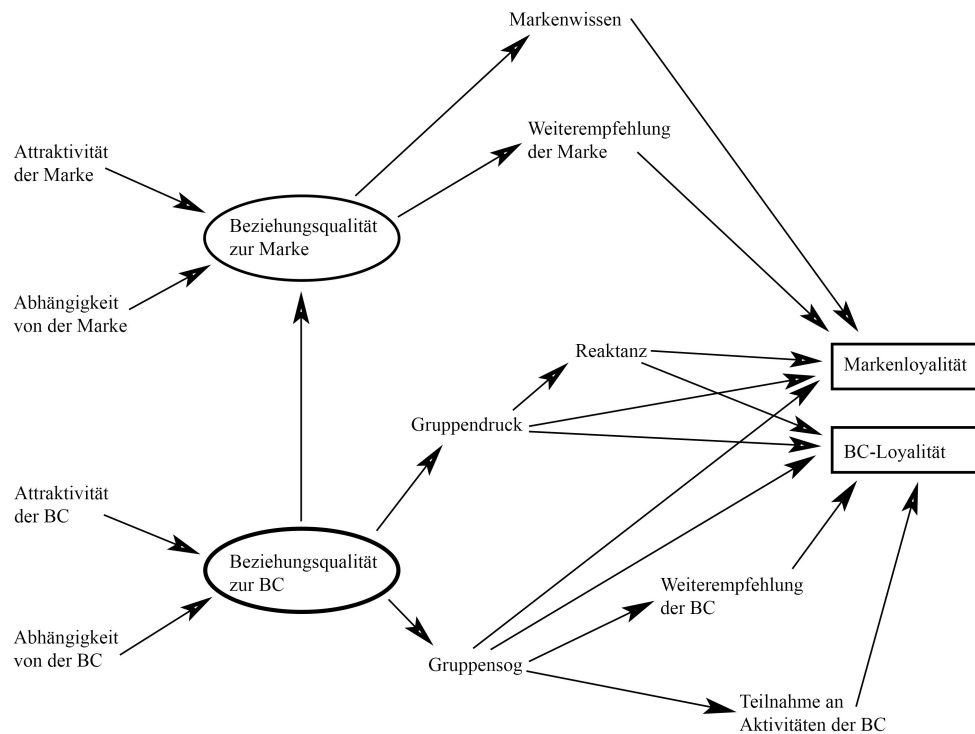 Markenwissen
Weiterempfehlung
der Marke
Attraktivität
der Marke
Beziehungsqualität
zur Marke
Abhängigkeit
von der Marke
Reaktanz
Markenloyalität
Gruppendruck
BC-Loyalität
Attraktivität
der BC
Beziehungsqualität
zur BC
Weiterempfehlung
der BC
Abhängigkeit
von der BC
Gruppensog
Teilnahme an
Aktivitäten der BC